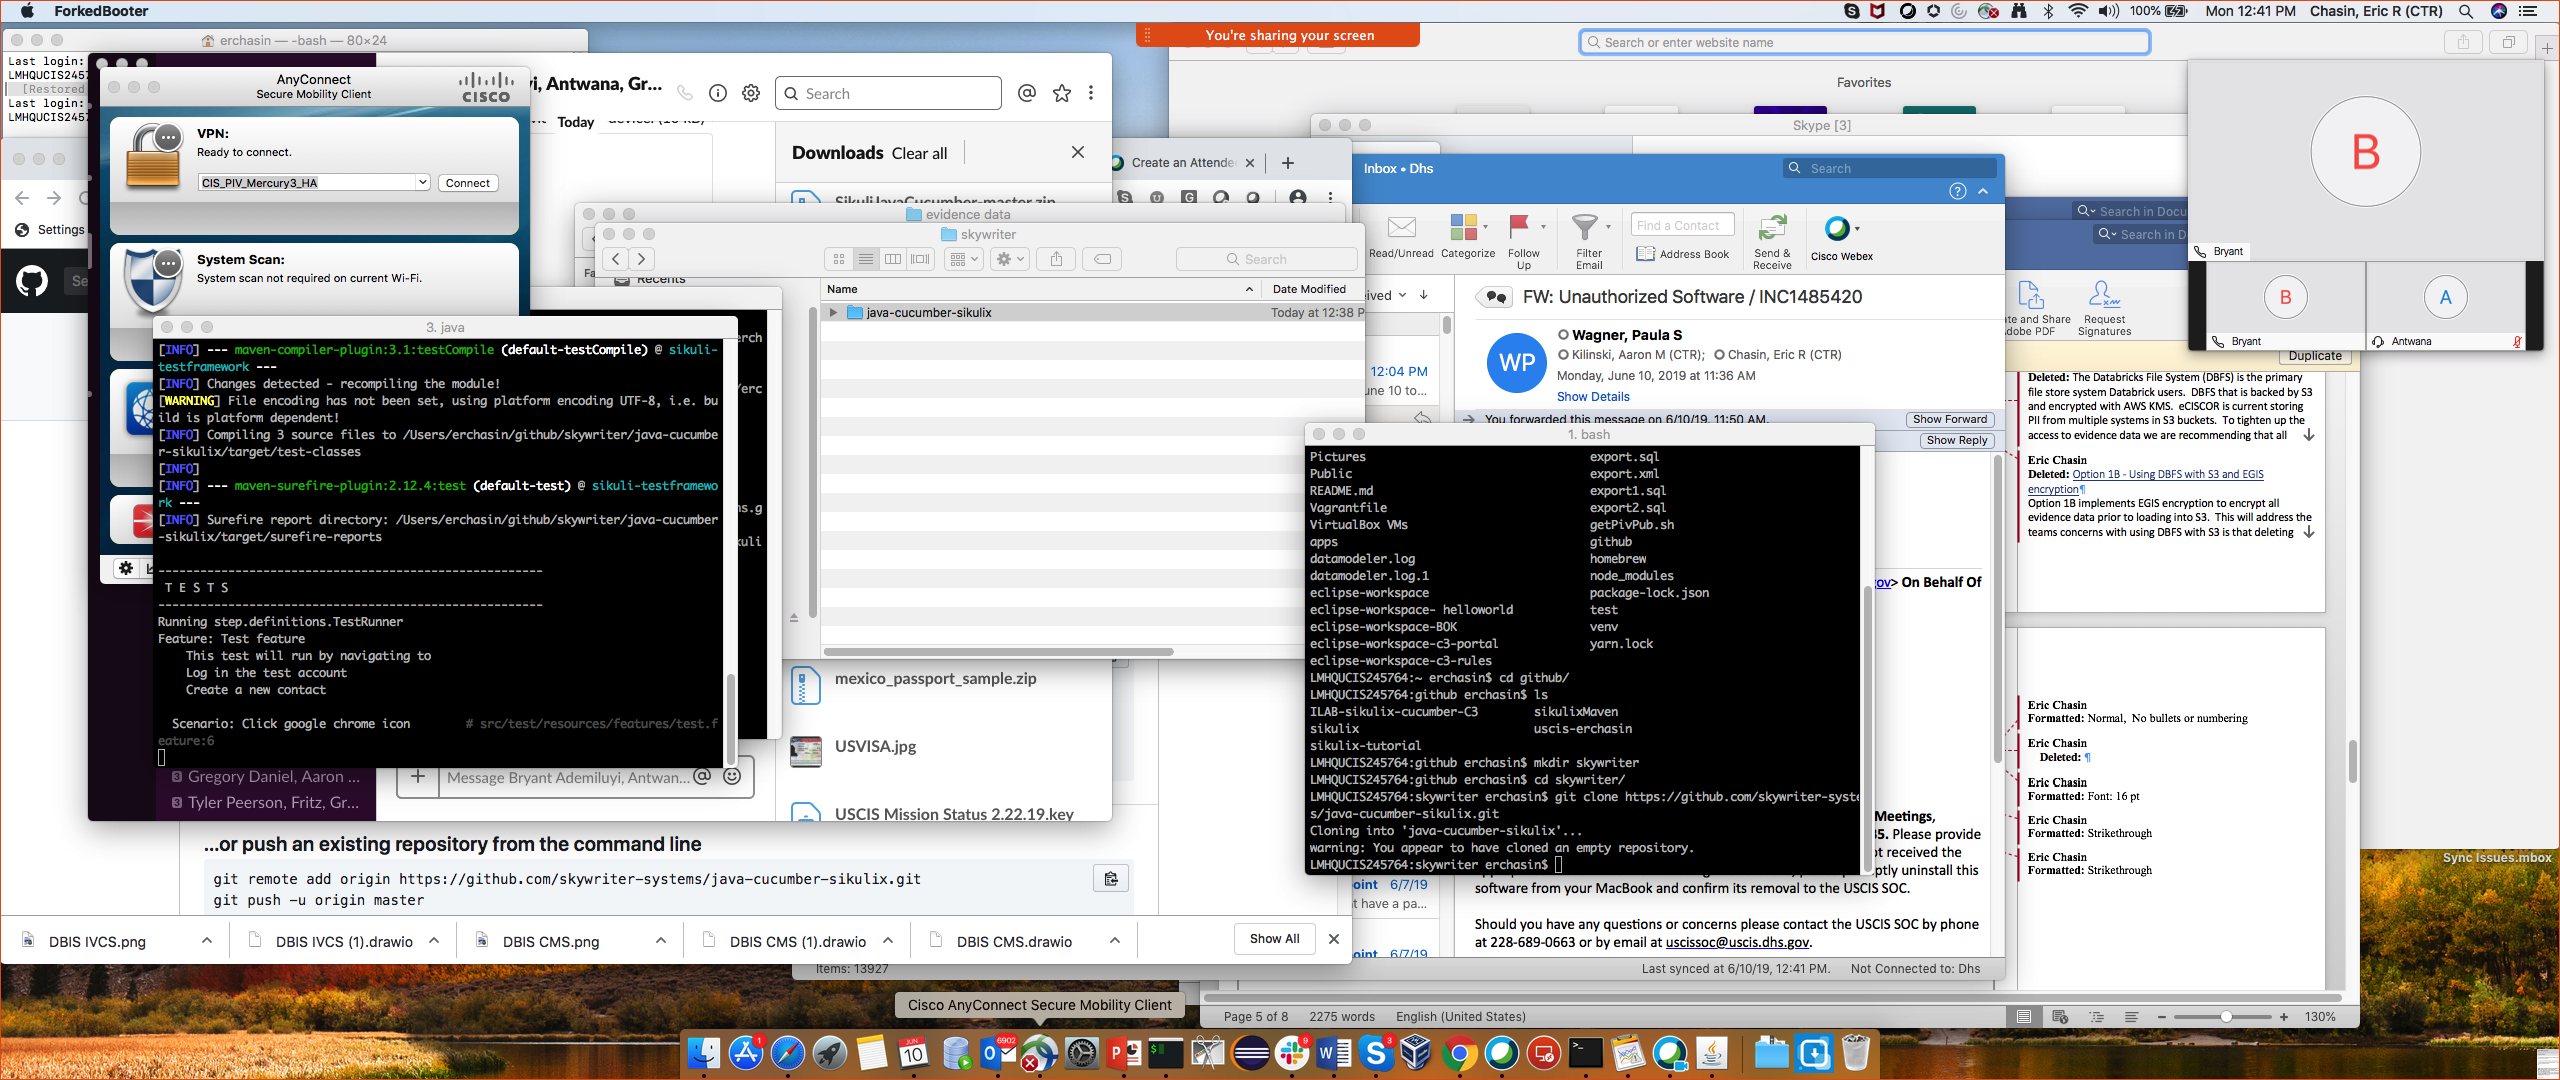 ForkedBooter
100%
Mon 12:41 PM
Chasin, Eric R (CTR)
You're sharing your screen
erchasin — -bash — 80×24
Last login:
LMHQUCIS2457
[Restored
Last login:
LMHQUCIS2457
AnyConnect
Secure Mobility Client
CISCO
VPN:
Ready to connect.
CIS_PIV_Mercury3_HA
Connect
System Scan:
System scan not required on current Wi-Fi.
Settings
Se
yi, Antwana, Gr...
Search
Today
Downloads
Clear all
SikuliJavaCucumber-master.zip
mexico_passport_sample.zip
USVISA.jpg
USCIS Mission Status 2.22.19.key
Gregory Daniel, Aaron ...
Tyler Peerson, Fritz, Gr...
Message Bryant Ademiluyi, Antwan...
Create an Attende
evidence data
skywriter
Search
Recents
Name
Date Modified
java-cucumber-sikulix
Today at 12:38 P
3. java
[INFO] --- maven-compiler-plugin:3.1:testCompile (default-testCompile) @ sikuli-
testframework ---
[INFO] Changes detected - recompiling the module!
[WARNING] File encoding has not been set, using platform encoding UTF-8, i.e. bu
ild is platform dependent!
[INFO] Compiling 3 source files to /Users/erchasin/github/skywriter/java-cucumbe
r-sikulix/target/test-classes
[INFO]
[INFO] --- maven-surefire-plugin:2.12.4:test (default-test) @ sikuli-testframewo
rk ---
[INFO] Surefire report directory: /Users/erchasin/github/skywriter/java-cucumber
-sikulix/target/surefire-reports
-------------------------------------------------------
T E S T S
-------------------------------------------------------
Running step.definitions.TestRunner
Feature: Test feature
This test will run by navigating to
Log in the test account
Create a new contact
Scenario: Click google chrome icon # src/test/resources/features/test.f
eature:6
erch
/erc
ns.g
kuli
...or push an existing repository from the command line
git remote add origin https://github.com/skywriter-systems/java-cucumber-sikulix.git
git push -u origin master
DBIS IVCS.png
DBIS IVCS (1).drawio
DBIS CMS.png
DBIS CMS (1).drawio
DBIS CMS.drawio
Show All
Search or enter website name
Favorites
Skype [3]
Inbox • Dhs
Search
Read/Unread
Categorize
Follow
Up
Filter
Email
Find a Contact
Address Book
Send &
Receive
Cisco Webex
FW: Unauthorized Software / INC1485420
WP
Wagner, Paula S
Kilinski, Aaron M (CTR); Chasin, Eric R (CTR)
Monday, June 10, 2019 at 11:36 AM
Show Details
12:04 PM
une 10 to...
You forwarded this message on 6/10/19, 11:50 AM.
Show Forward
Show Reply
1. bash
Pictures export.sql
Public export.xml
README.md export1.sql
Vagrantfile export2.sql
VirtualBox VMs getPivPub.sh
apps github
datamodeler.log homebrew
datamodeler.log.1 node_modules
eclipse-workspace package-lock.json
eclipse-workspace- helloworld test
eclipse-workspace-BOK venv
eclipse-workspace-c3-portal yarn.lock
eclipse-workspace-c3-rules
LMHQUCIS245764:~ erchasin$ cd github/
LMHQUCIS245764:github erchasin$ ls
ILAB-sikulix-cucumber-C3 sikulixMaven
sikulix uscis-erchasin
sikulix-tutorial
LMHQUCIS245764:github erchasin$ mkdir skywriter
LMHQUCIS245764:github erchasin$ cd skywriter/
LMHQUCIS245764:skywriter erchasin$ git clone https://github.com/skywriter-syste
s/java-cucumber-sikulix.git
Cloning into 'java-cucumber-sikulix'...
warning: You appear to have cloned an empty repository.
LMHQUCIS245764:skywriter erchasin$
ov> On Behalf Of
Meetings,
35. Please provide
ot received the
mptly uninstall this
software from your MacBook and confirm its removal to the USCIS SOC.
Should you have any questions or concerns please contact the USCIS SOC by phone
at 228-689-0663 or by email at uscissoc@uscis.dhs.gov.
point 6/7/19
t have a pa...
point 6/7/19
Items: 13927
Last synced at 6/10/19, 12:41 PM.
Not Connected to: Dhs
Cisco AnyConnect Secure Mobility Client
B
Bryant
B
Bryant
A
Antwana
Search in Docu
Search in D
te and Share
dobe PDF
Request
Signatures
Duplicate
Deleted: The Databricks File System (DBFS) is the primary
file store system Databrick users. DBFS that is backed by S3
and encrypted with AWS KMS. eCISCOR is current storing
PII from multiple systems in S3 buckets. To tighten up the
access to evidence data we are recommending that all
Eric Chasin
Deleted: Option 1B - Using DBFS with S3 and EGIS
encryption¶
Option 1B implements EGIS encryption to encrypt all
evidence data prior to loading into S3. This will address the
teams concerns with using DBFS with S3 is that deleting
Eric Chasin
Formatted: Normal, No bullets or numbering
Eric Chasin
Deleted: ¶
Eric Chasin
Formatted: Font: 16 pt
Eric Chasin
Formatted: Strikethrough
Eric Chasin
Formatted: Strikethrough
Sync Issues.mbox
Page 5 of 8
2275 words
English (United States)
130%
JUN
10
6902